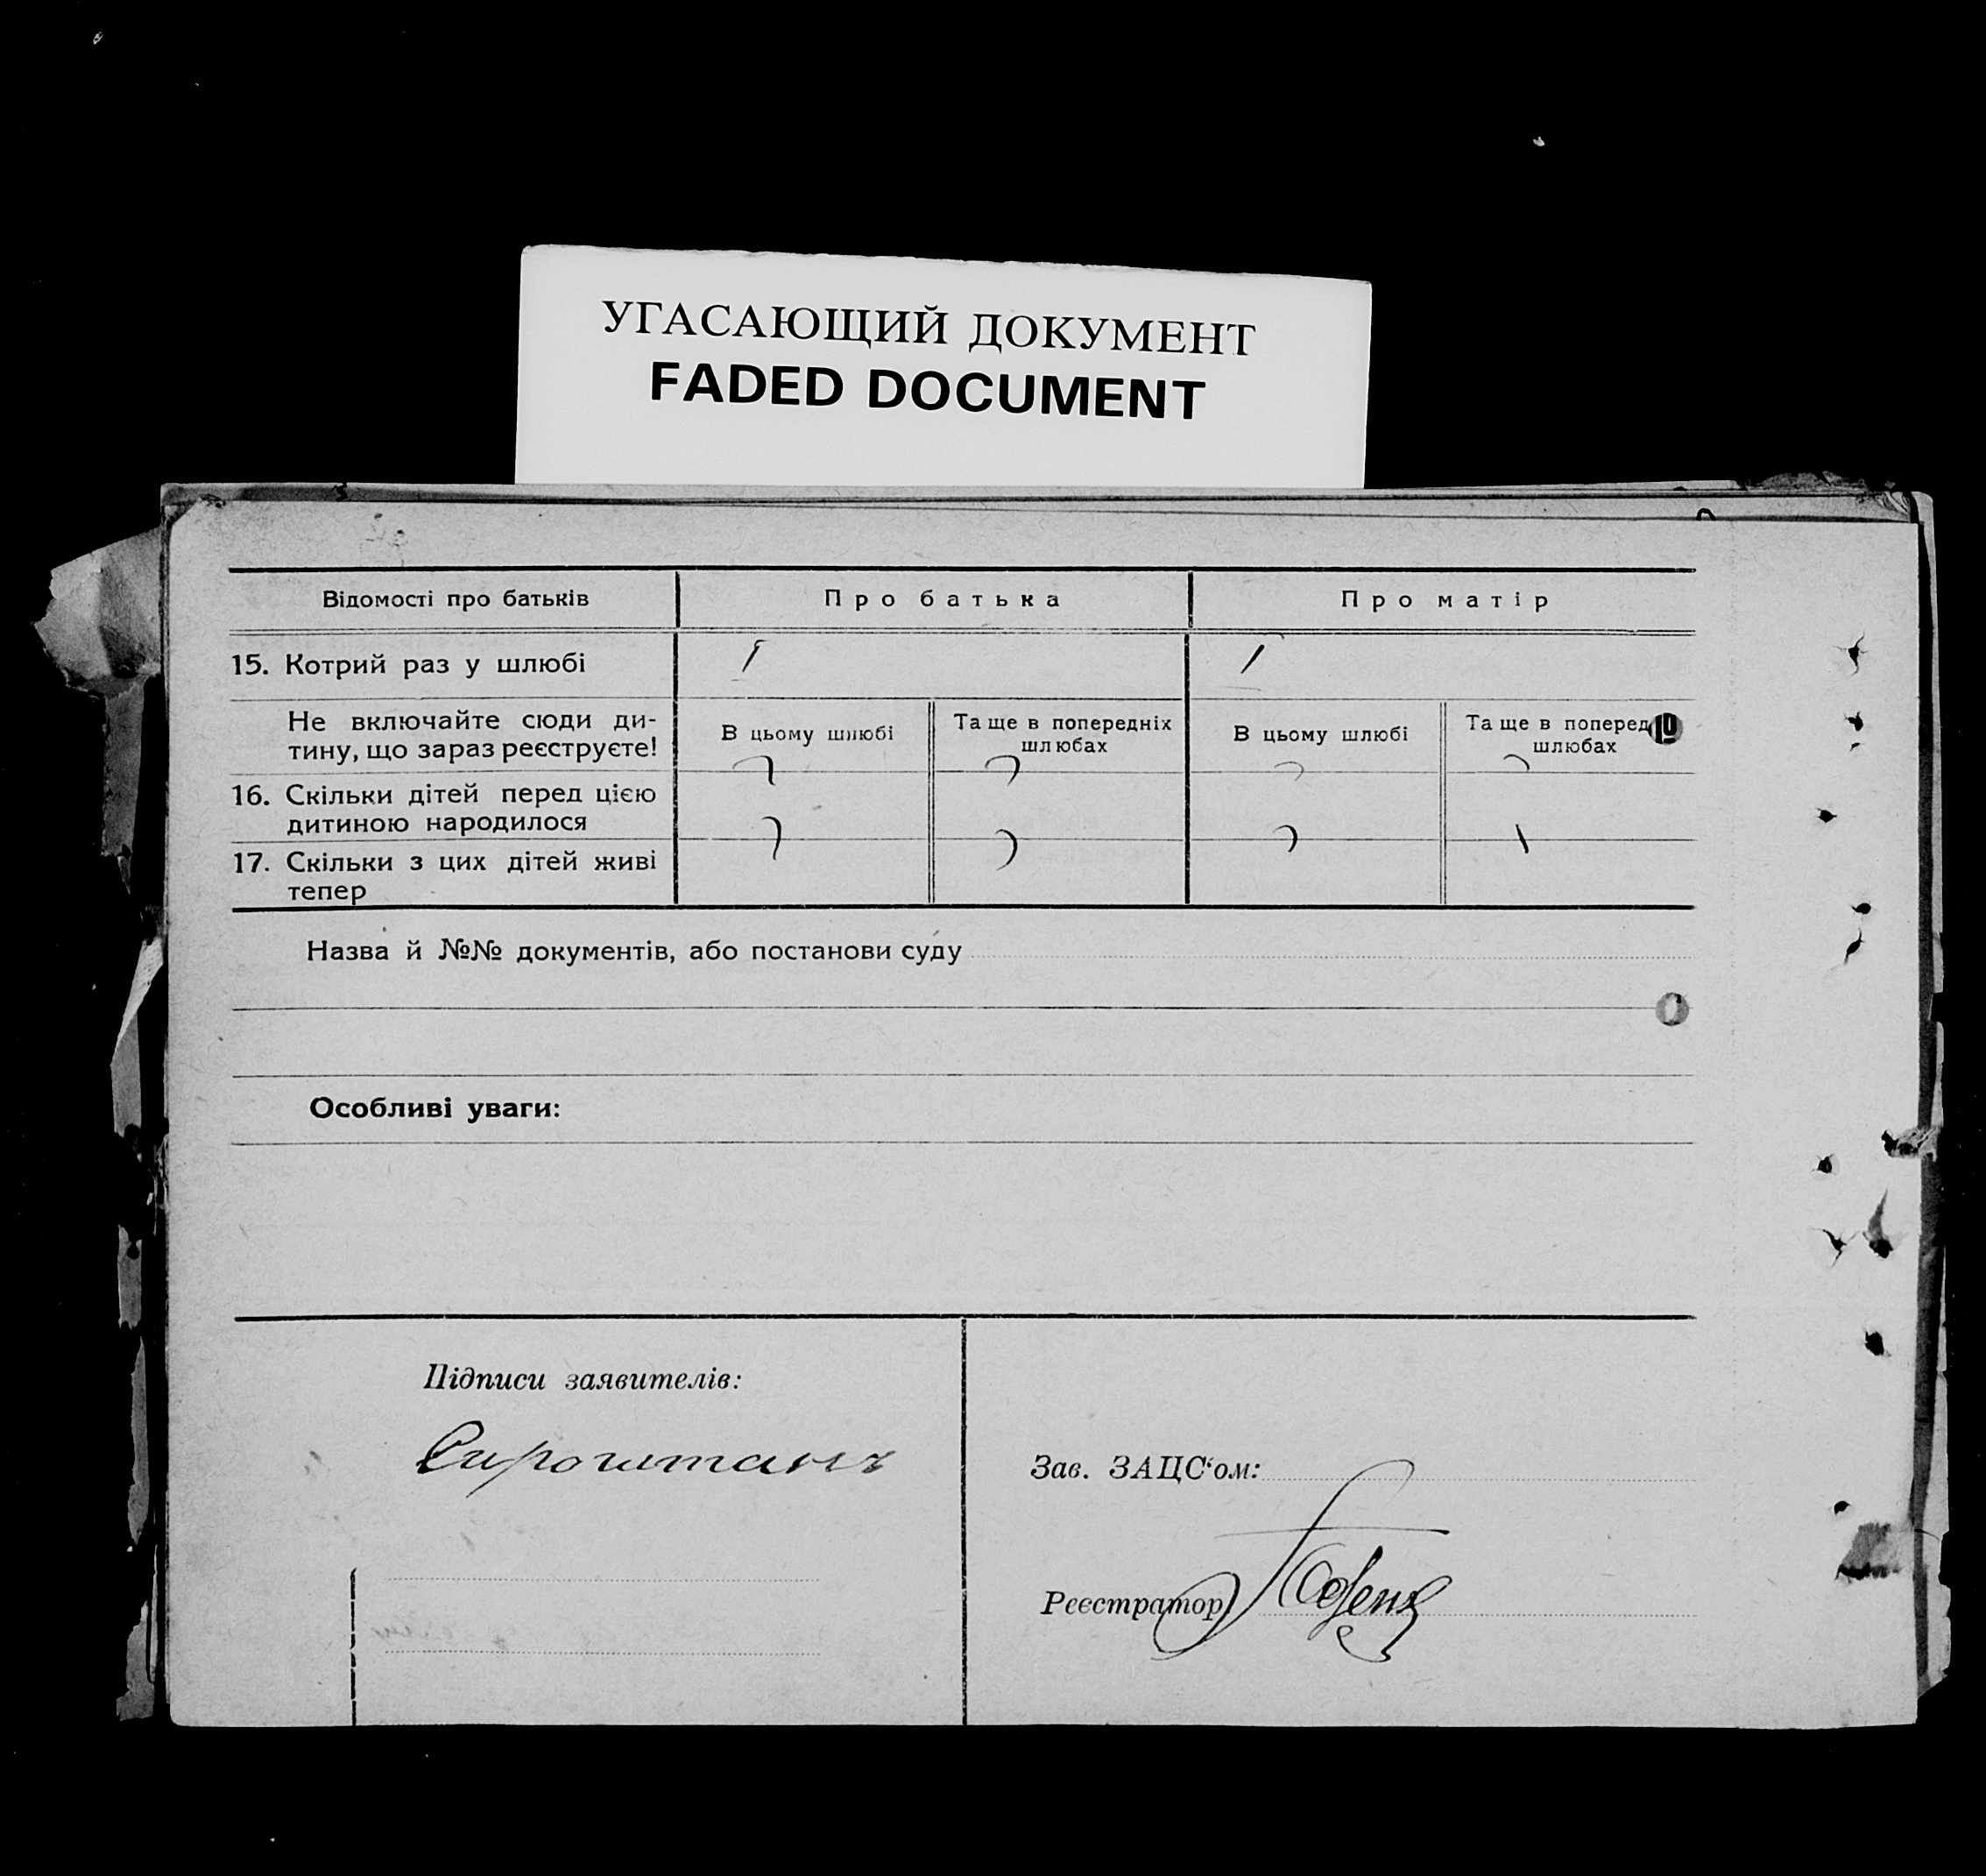 УГАСАЮЩИЙ ДОКУМЕНТ
FADED DOCUMENT
Відомості про батьків Про батька Про матір
15. Котрий раз у шлюбі 1 1
Не включайте сюди ди-
тину, що зараз реєструєте!
В цьому шлюбі Та ще в попередніх
шлюбах
В цьому шлюбі Та ще в поперед
шлюбах
16. Скільки дітей перед цією
дитиною народилося
17. Скільки з цих дітей живі
тепер
Назва й №№ документів, або постанови суду
Особливі уваги:
Підписи заявителів:
Зав. ЗАЦС‘ом:
Реєстратор